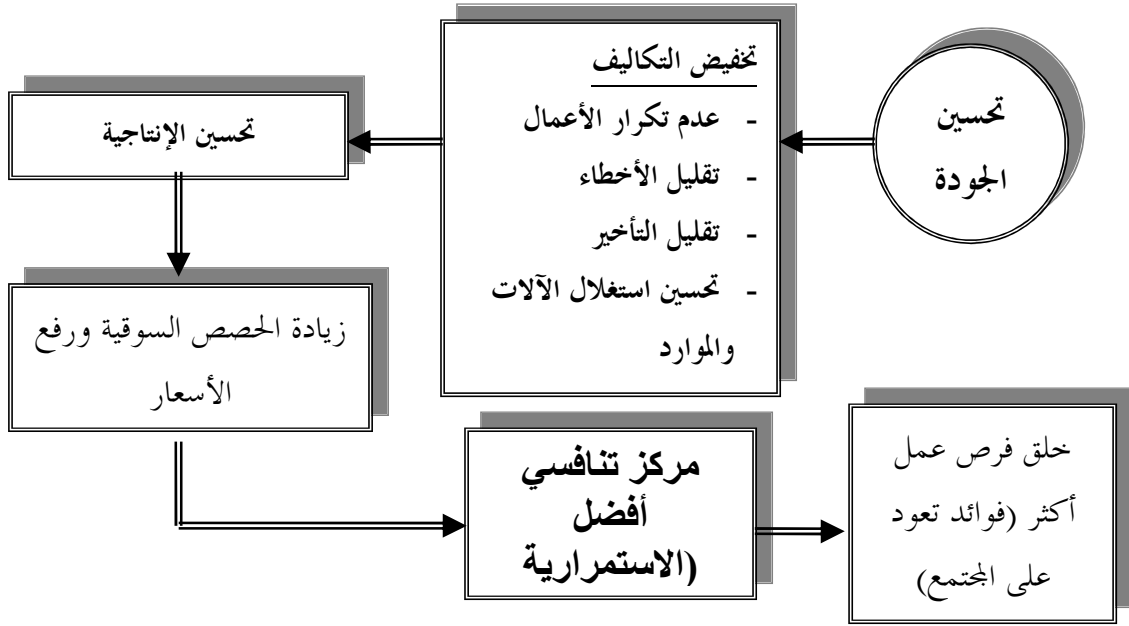 تحسين
الجودة
تخفيض التكاليف
- عدم تكرار الأعمال
- تقليل الأخطاء
- تقليل التأخير
- تحسين استغلال الآلات
والموارد
تحسين الإنتاجية
زيادة الحصص السوقية ورفع
الأسعار
مركز تنافسي
أفضل
(الاستمرارية
خلق فرص عمل
أكثر (فوائد تعود
على المجتمع)